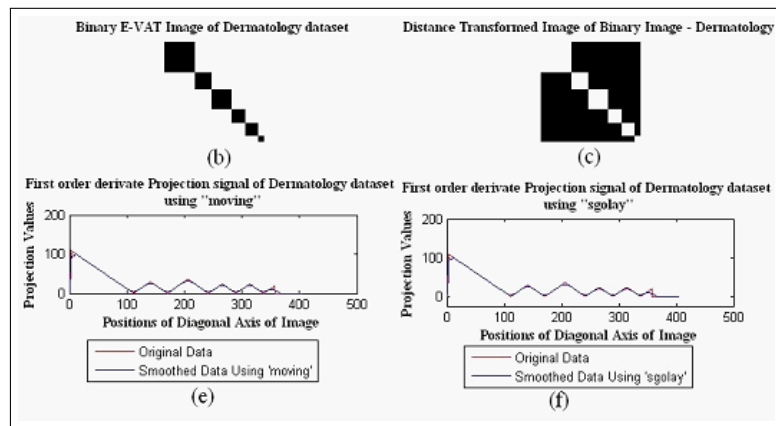 Binary E-VAT Image of Dermatology dataset
Distance Transformed Image of Binary Image - Dermatology
(b)
(c)
First order derivate Projection signal of Dermatology dataset
using "moving"
Projection Values
200
100
0
0
100
200
300
400
500
Positions of Diagonal Axis of Image
Original Data
Smoothed Data Using 'moving'
(e)
First order derivate Projection signal of Dermatology dataset
using "sgolay"
Projection Values
200
100
0
0
100
200
300
400
500
Positions of Diagonal Axis of Image
Original Data
Smoothed Data Using 'sgolay'
(f)